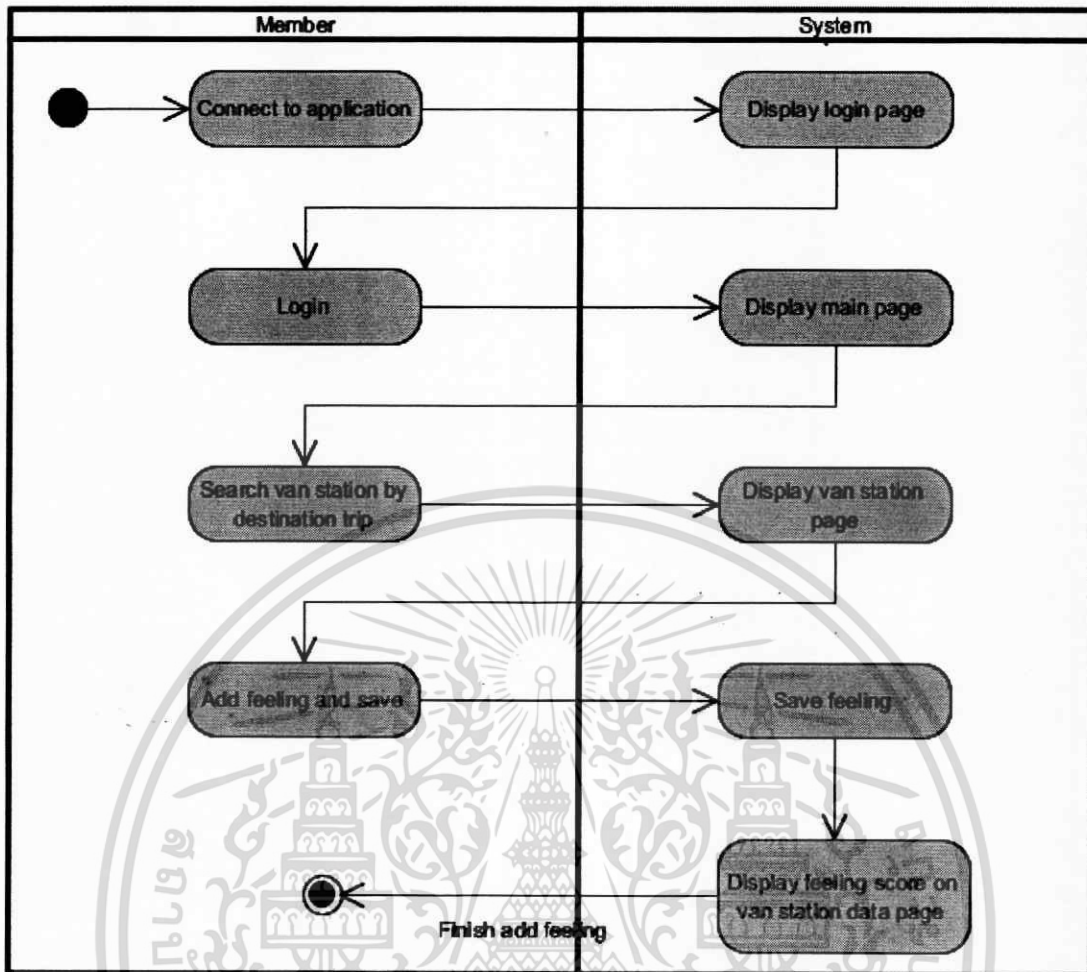 Member
System
Connect to application
Display login page
Login
Display main page
Search van station by
destination trip
Display van station
page
Add feeling and save
Save feeling
Display feeling score on
van station data page
Finish add feeling